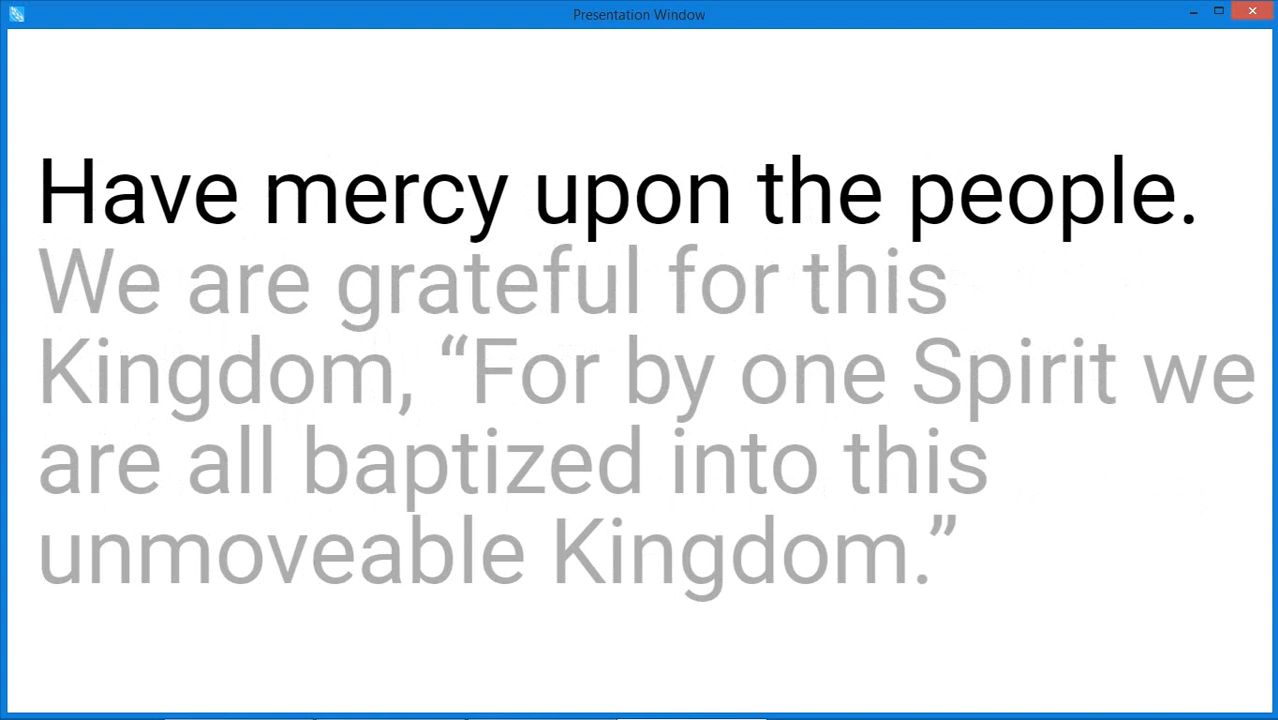 Presentation Window
Have mercy upon the people.
We are grateful for this
Kingdom, “For by one Spirit we
are all baptized into this
unmoveable Kingdom.”